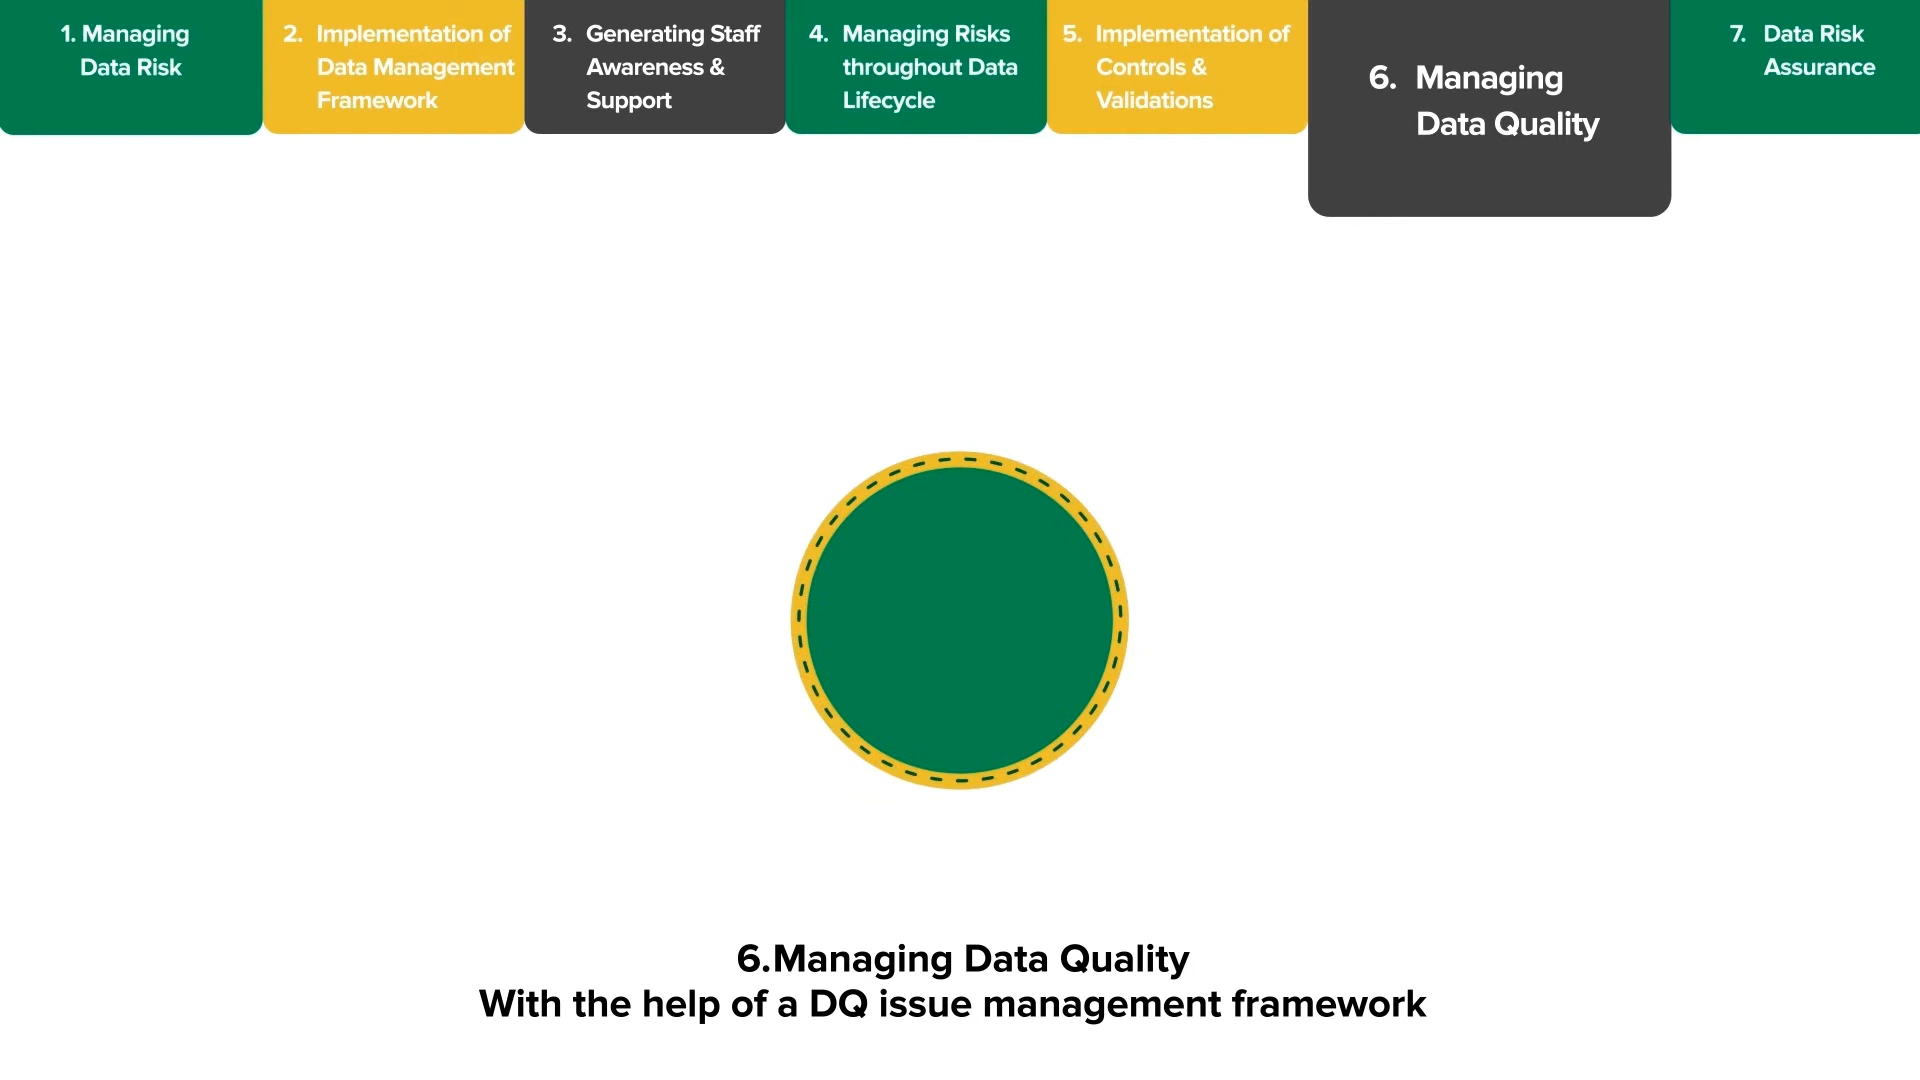 1. Managing
Data Risk
2. Implementation of
Data Management
Framework
3. Generating Staff
Awareness &
Support
4. Managing Risks
throughout Data
Lifecycle
5. Implementation of
Controls &
Validations
6. Managing
Data Quality
7. Data Risk
Assurance
6.Managing Data Quality
With the help of a DQ issue management framework